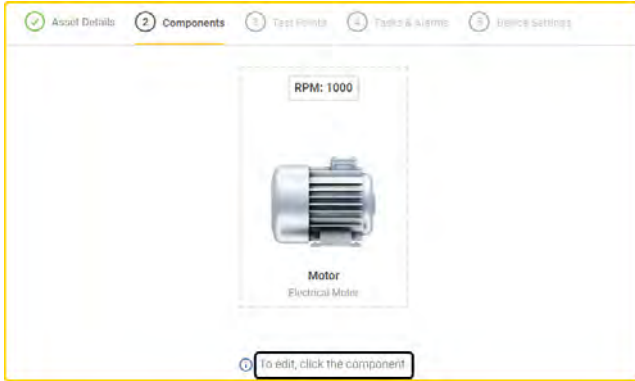 Asset Details 2 Components 3 Test Points 4 Tasks & Alarms 5 Device Settings
RPM: 1000
Motor
Electrical Motor
To edit, click the component